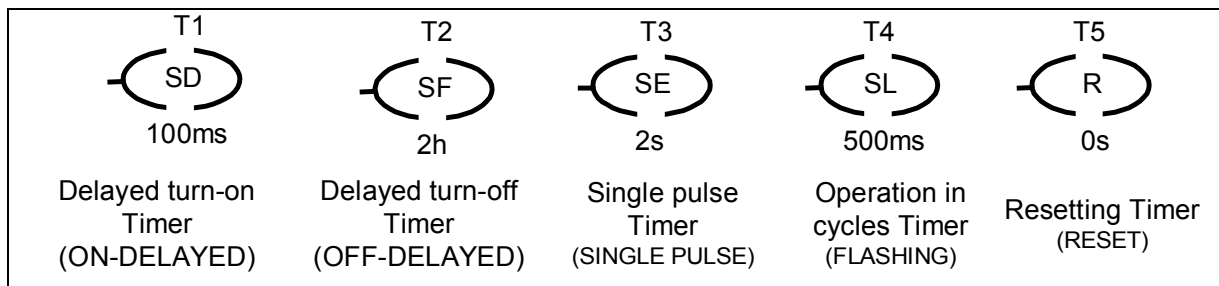 T1
SD
100ms
Delayed turn-on
Timer
(ON-DELAYED)
T2
SF
2h
Delayed turn-off
Timer
(OFF-DELAYED)
T3
SE
2s
Single pulse
Timer
(SINGLE PULSE)
T4
SL
500ms
Operation in
cycles Timer
(FLASHING)
T5
R
0s
Resetting Timer
(RESET)